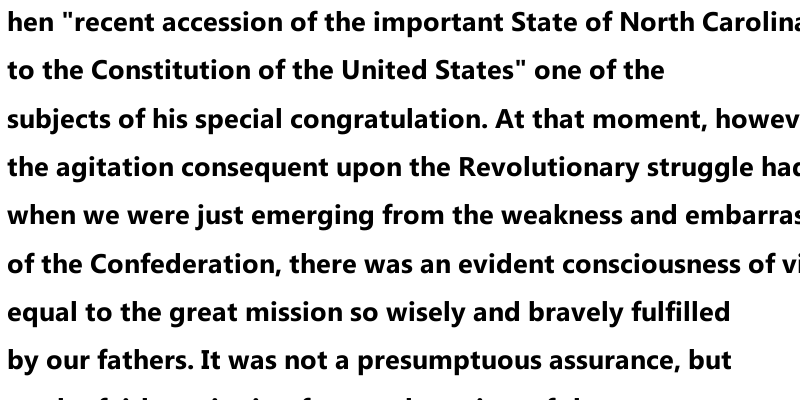 hen "recent accession of the important State of North Carolina
to the Constitution of the United States" one of the
subjects of his special congratulation. At that moment, howev
the agitation consequent upon the Revolutionary struggle had
when we were just emerging from the weakness and embarras
of the Confederation, there was an evident consciousness of vi
equal to the great mission so wisely and bravely fulfilled
by our fathers. It was not a presumptuous assurance, but